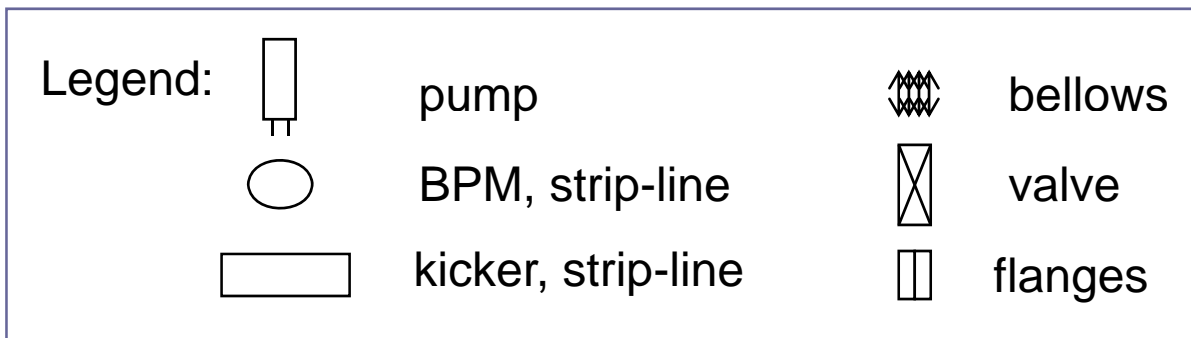 Legend:
pump
bellows
BPM, strip-line
valve
kicker, strip-line
flanges